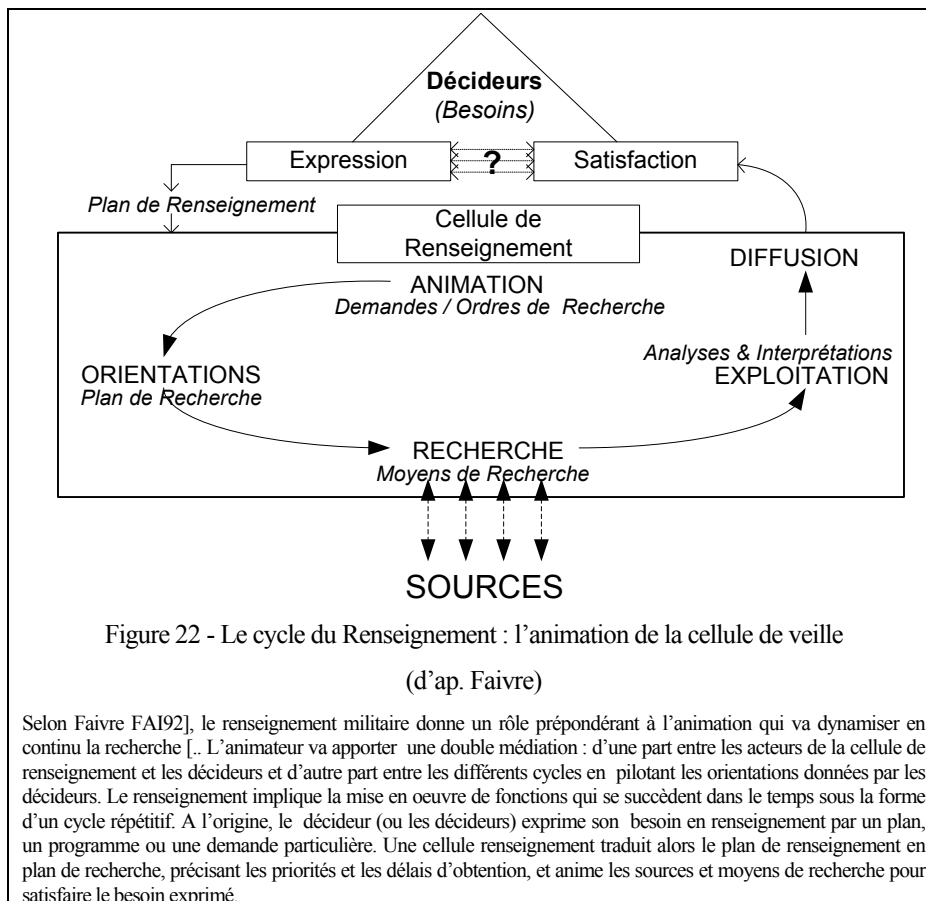 Décideurs
(Besoins)
Expression
?
Satisfaction
Plan de Renseignement
Cellule de
Renseignement
DIFFUSION
ANIMATION
Demandes / Ordres de Recherche
Analyses & Interprétations
EXPLOITATION
ORIENTATIONS
Plan de Recherche
RECHERCHE
Moyens de Recherche
SOURCES
Figure 22 - Le cycle du Renseignement : l’animation de la cellule de veille
(d’ap. Faivre)
Selon Faivre FAI92], le renseignement militaire donne un rôle prépondérant à l’animation qui va dynamiser en
continu la recherche [.. L’animateur va apporter une double médiation : d’une part entre les acteurs de la cellule de
renseignement et les décideurs et d’autre part entre les différents cycles en pilotant les orientations données par les
décideurs. Le renseignement implique la mise en oeuvre de fonctions qui se succèdent dans le temps sous la forme
d’un cycle répétitif. A l’origine, le décideur (ou les décideurs) exprime son besoin en renseignement par un plan,
un programme ou une demande particulière. Une cellule renseignement traduit alors le plan de renseignement en
plan de recherche, précisant les priorités et les délais d’obtention, et anime les sources et moyens de recherche pour
satisfaire le besoin exprimé.